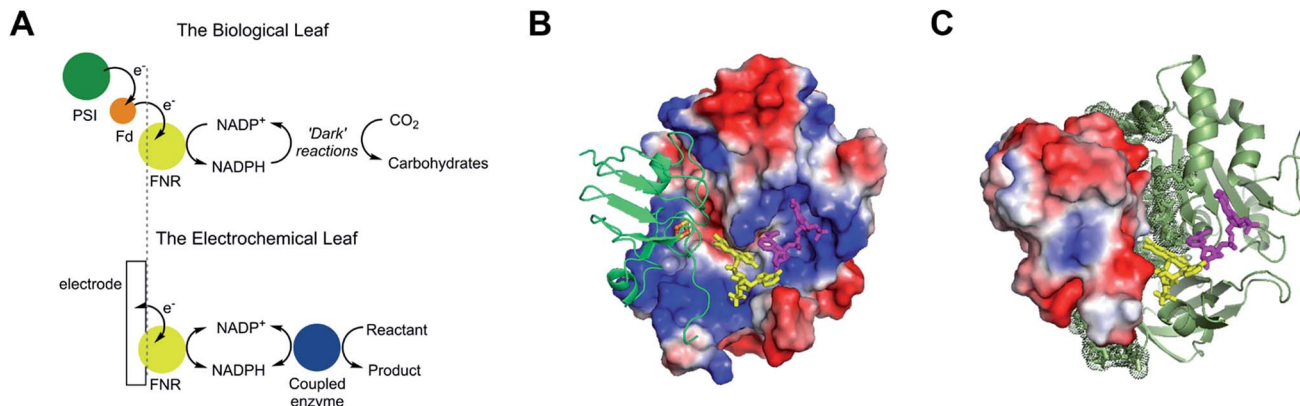 A
The Biological Leaf
e-
PSI
Fd
e-
FNR
NADP+
NADPH
'Dark'
reactions
CO2
Carbohydrates
The Electrochemical Leaf
electrode
e-
FNR
NADP+
NADPH
Coupled
enzyme
Reactant
Product
B
C